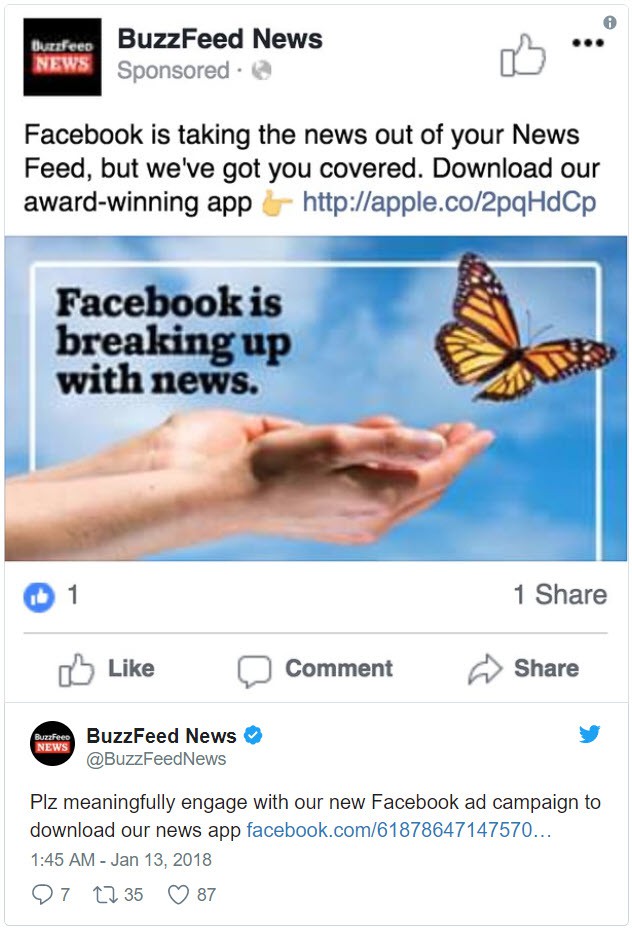 BuzzFeed
NEWS
BuzzFeed News
Sponsored ·
Facebook is taking the news out of your News
Feed, but we've got you covered. Download our
award-winning app 👉 http://apple.co/2pqHdCp
Facebook is
breaking up
with news.
1
1 Share
Like
Comment
Share
BuzzFeed
NEWS
BuzzFeed News
@BuzzFeedNews
Plz meaningfully engage with our new Facebook ad campaign to
download our news app facebook.com/61878647147570…
1:45 AM - Jan 13, 2018
7
35
87